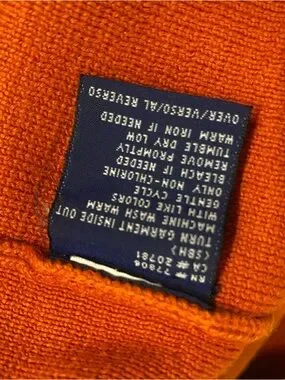 RN# 77806
CA# 20781
<SBH>
TURN GARMENT INSIDE OUT
MACHINE WASH WARM
WITH LIKE COLORS
GENTLE CYCLE
ONLY NON-CHLORINE
BLEACH IF NEEDED
REMOVE PROMPTLY
TUMBLE DRY LOW
WARM IRON IF NEEDED
OVER/VERSO/AL REVERSO